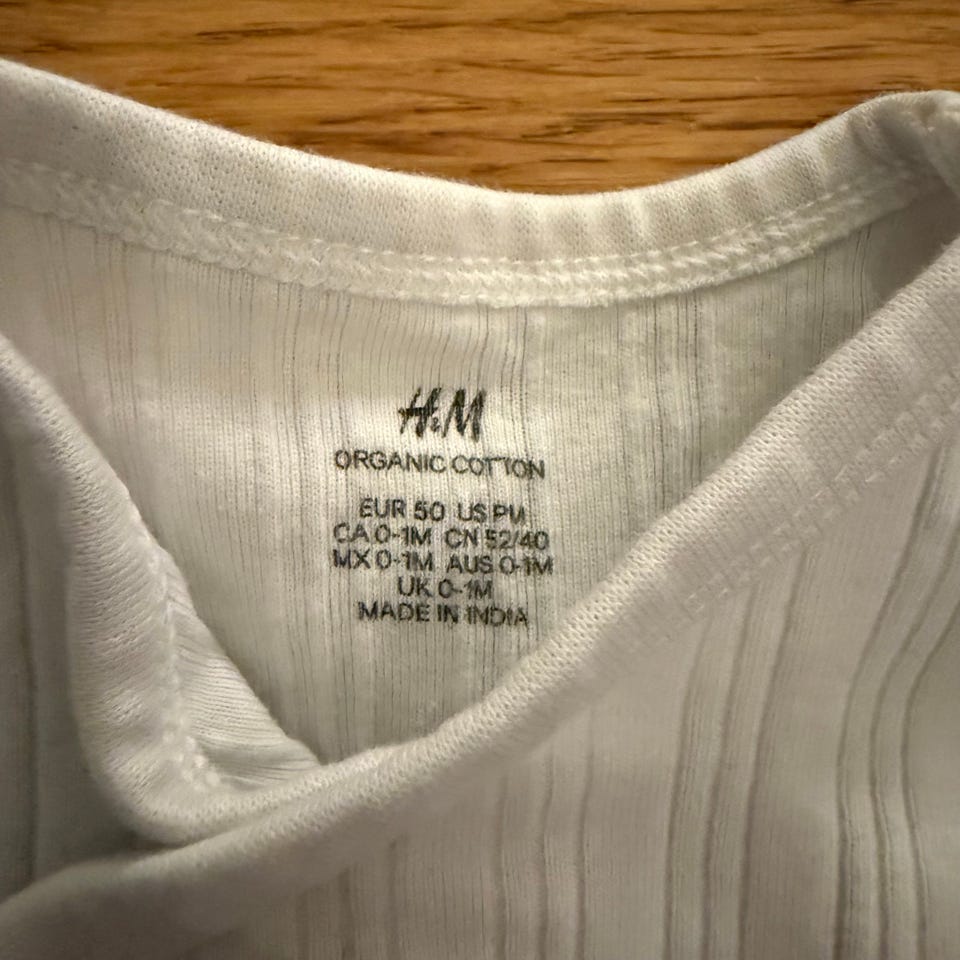 H&M
ORGANIC COTTON
EUR 50 US PM
CA 0-1M CN 52/40
MX 0-1M AUS 0-1M
UK 0-1M
MADE IN INDIA